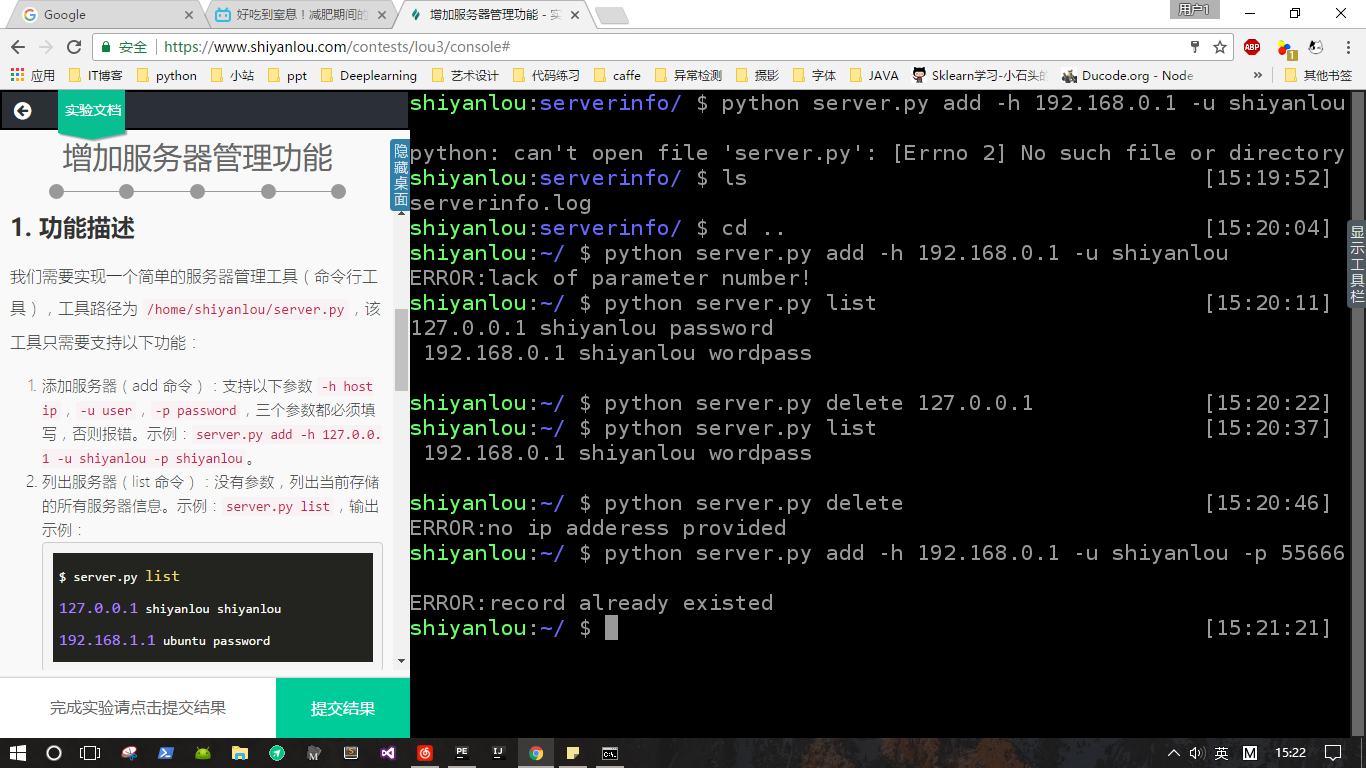 用户1
Google
好吃到窒息！减肥期间的
增加服务器管理功能 - 实
安全
https://www.shiyanlou.com/contests/lou3/console#
ABP
1
应用
IT博客
python
小站
ppt
Deeplearning
艺术设计
代码练习
caffe
异常检测
摄影
字体
JAVA
Sklearn学习-小石头的
Ducode.org - Node
»
其他书签
实验文档
隐藏桌面
增加服务器管理功能
1. 功能描述
我们需要实现一个简单的服务器管理工具（命令行工
具），工具路径为 /home/shiyanlou/server.py，该
工具只需要支持以下功能：
1. 添加服务器（add 命令）：支持以下参数 -h host
ip，-u user，-p password，三个参数都必须填
写，否则报错。示例：server.py add -h 127.0.0.
1 -u shiyanlou -p shiyanlou。
2. 列出服务器（list 命令）：没有参数，列出当前存储
的所有服务器信息。示例：server.py list，输出
示例：
$ server.py list
127.0.0.1 shiyanlou shiyanlou
192.168.1.1 ubuntu password
完成实验请点击提交结果
提交结果
shiyanlou:serverinfo/ $ python server.py add -h 192.168.0.1 -u shiyanlou
python: can't open file 'server.py': [Errno 2] No such file or directory
shiyanlou:serverinfo/ $ ls [15:19:52]
serverinfo.log
shiyanlou:serverinfo/ $ cd .. [15:20:04]
shiyanlou:~/ $ python server.py add -h 192.168.0.1 -u shiyanlou
ERROR:lack of parameter number!
shiyanlou:~/ $ python server.py list [15:20:11]
127.0.0.1 shiyanlou password
192.168.0.1 shiyanlou wordpass
shiyanlou:~/ $ python server.py delete 127.0.0.1 [15:20:22]
shiyanlou:~/ $ python server.py list [15:20:37]
192.168.0.1 shiyanlou wordpass
shiyanlou:~/ $ python server.py delete [15:20:46]
ERROR:no ip adderess provided
shiyanlou:~/ $ python server.py add -h 192.168.0.1 -u shiyanlou -p 55666
ERROR:record already existed
shiyanlou:~/ $ [15:21:21]
显示工具栏
PE
IJ
英
M
15:22